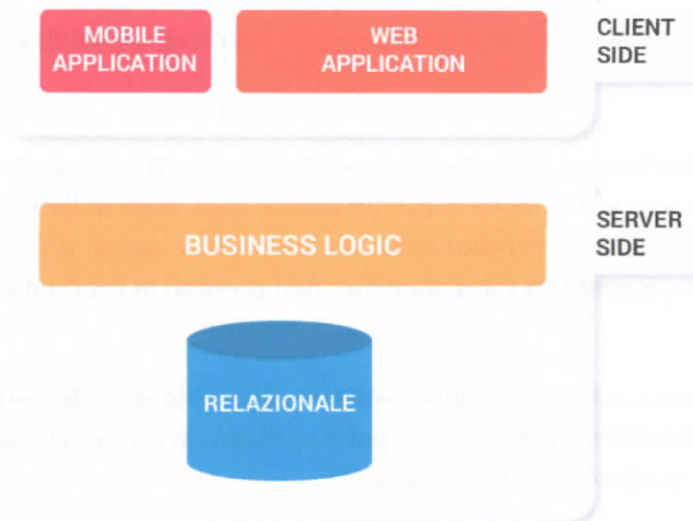 MOBILE
APPLICATION
WEB
APPLICATION
CLIENT
SIDE
BUSINESS LOGIC
SERVER
SIDE
RELAZIONALE